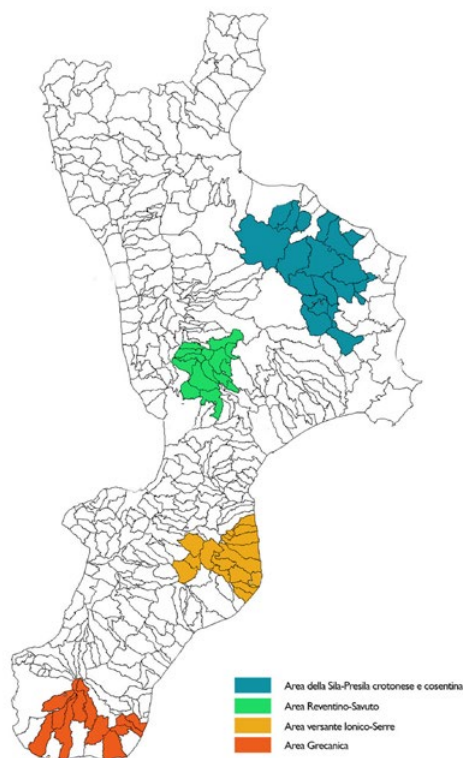 Area della Sila-Presila crotonese e cosentina
Area Reventino-Savuto
Area versante Ionico-Serre
Area Grecanica